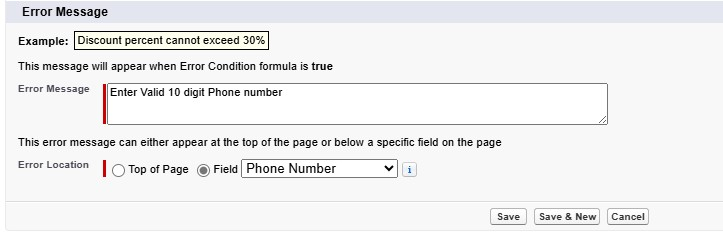 Error Message
Example: Discount percent cannot exceed 30%
This message will appear when Error Condition formula is true
Error Message Enter Valid 10 digit Phone number
This error message can either appear at the top of the page or below a specific field on the page
Error Location Top of Page Field Phone Number i
Save Save & New Cancel